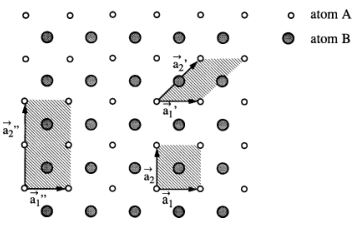 atom A
atom B
a₂'
a₁'
a₂''
a₂
a₁''
a₁